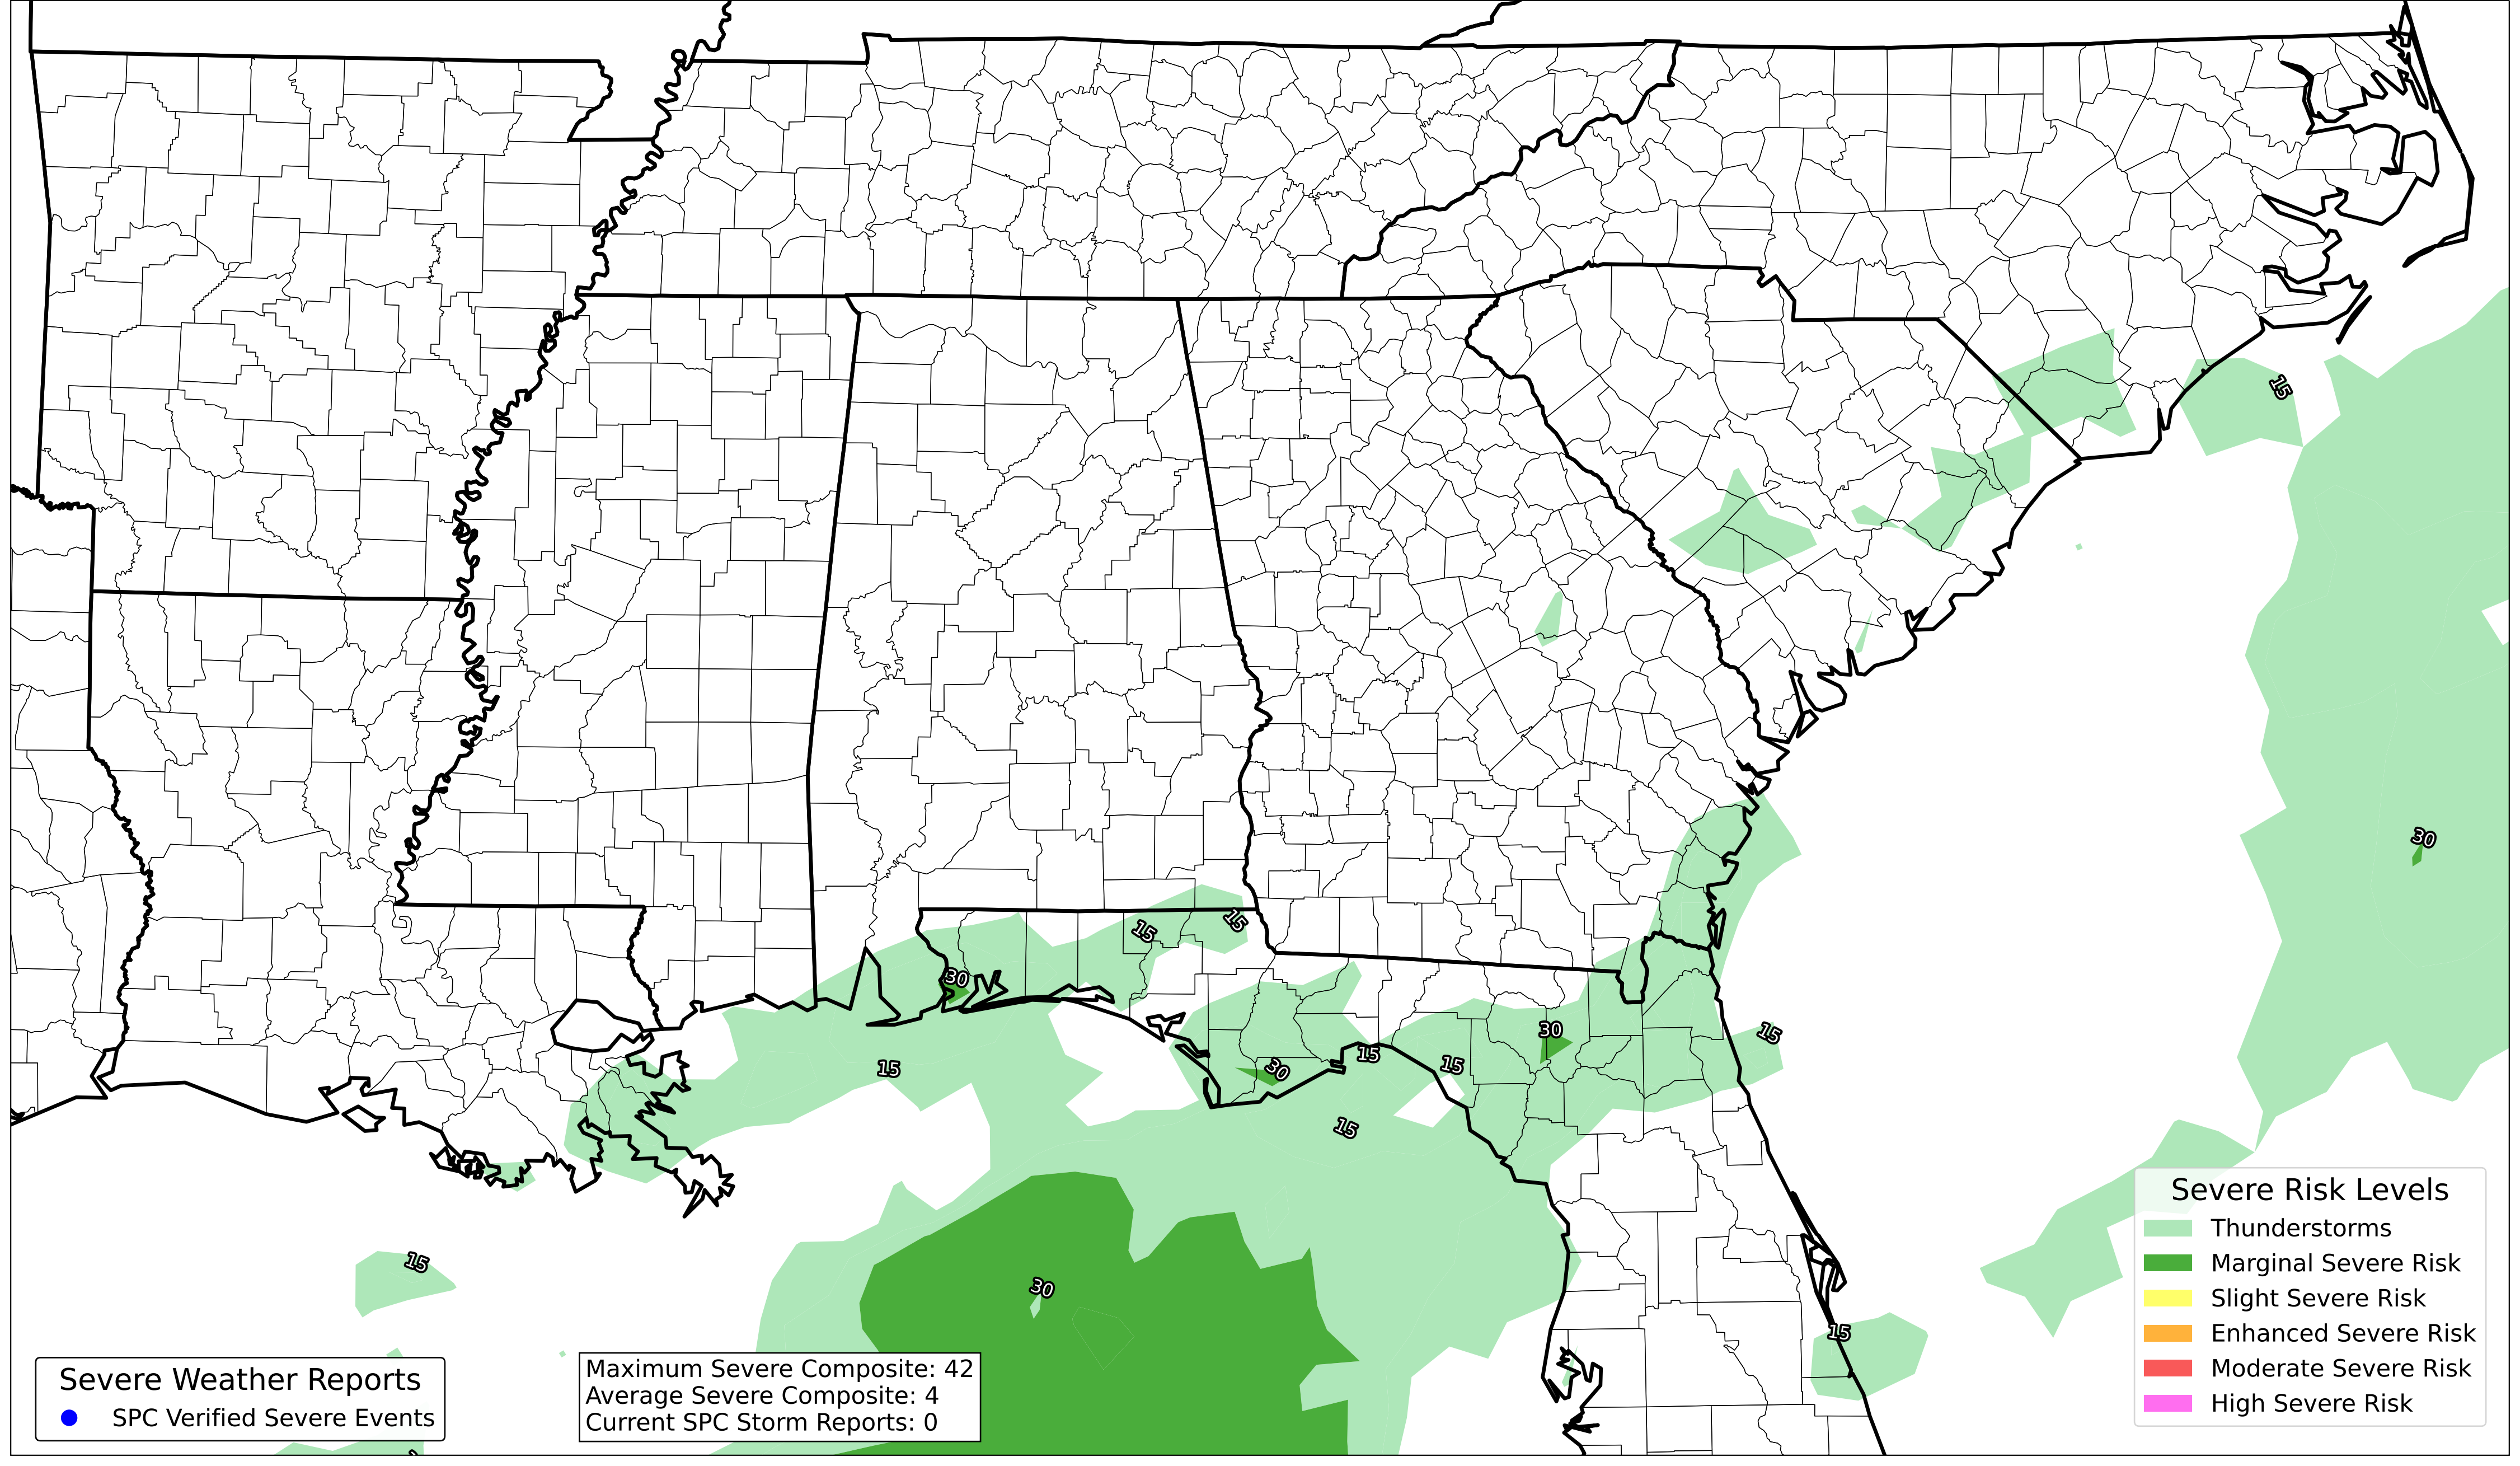 15
30
15
15
30
30
15
15
30
15
15
30
15
15
15
30
15
Severe Weather Reports
SPC Verified Severe Events
Maximum Severe Composite: 42
Average Severe Composite: 4
Current SPC Storm Reports: 0
Severe Risk Levels
Thunderstorms
Marginal Severe Risk
Slight Severe Risk
Enhanced Severe Risk
Moderate Severe Risk
High Severe Risk